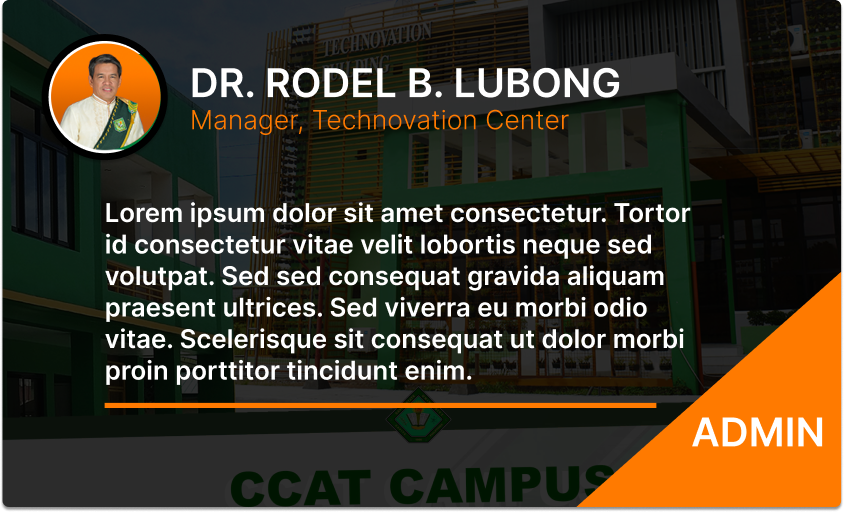 TECHNOVATION
BUILDING
DR. RODEL B. LUBONG
Manager, Technovation Center
Lorem ipsum dolor sit amet consectetur. Tortor
id consectetur vitae velit lobortis neque sed
volutpat. Sed sed consequat gravida aliquam
praesent ultrices. Sed viverra eu morbi odio
vitae. Scelerisque sit consequat ut dolor morbi
proin porttitor tincidunt enim.
ADMIN
CCAT CAMPUS